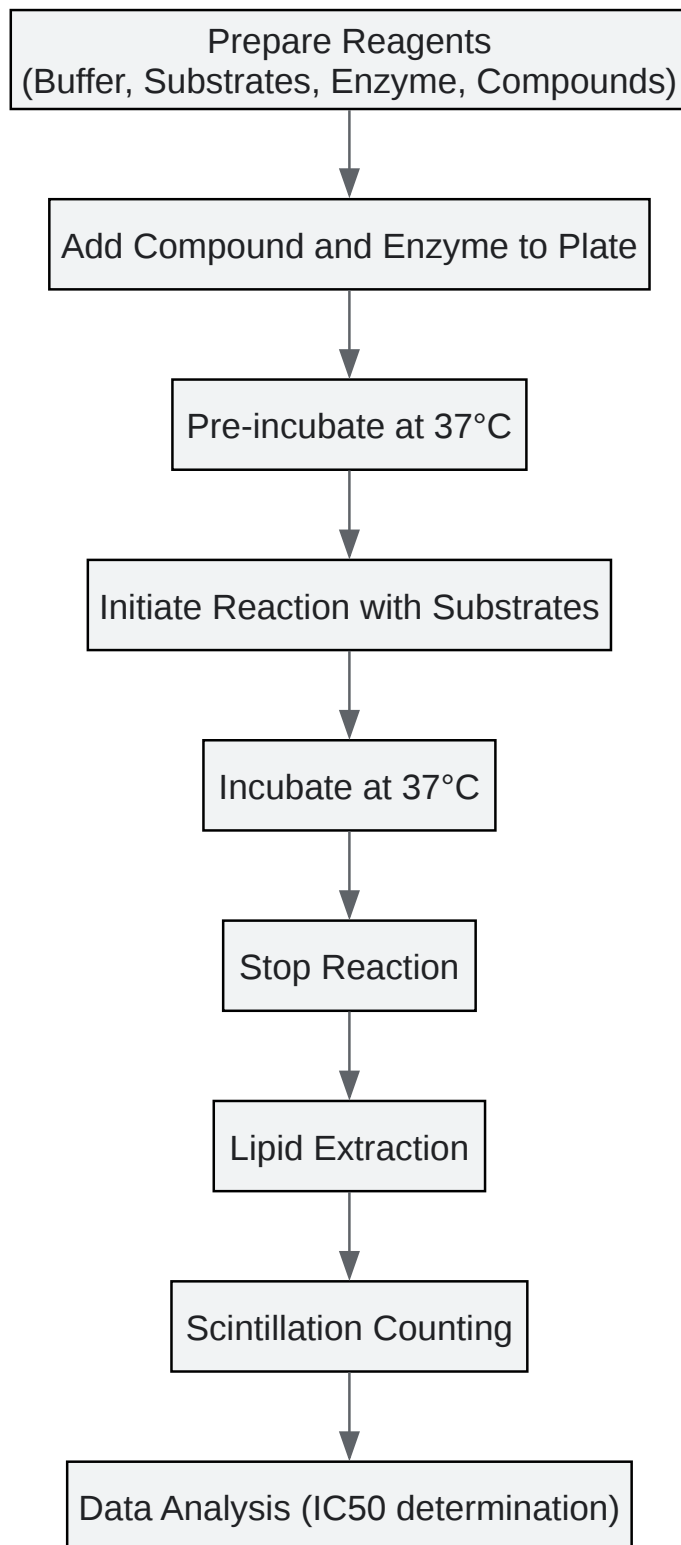 Prepare Reagents
(Buffer, Substrates, Enzyme, Compounds)
Add Compound and Enzyme to Plate
Pre-incubate at 37°C
Initiate Reaction with Substrates
Incubate at 37°C
Stop Reaction
Lipid Extraction
Scintillation Counting
Data Analysis (IC50 determination)